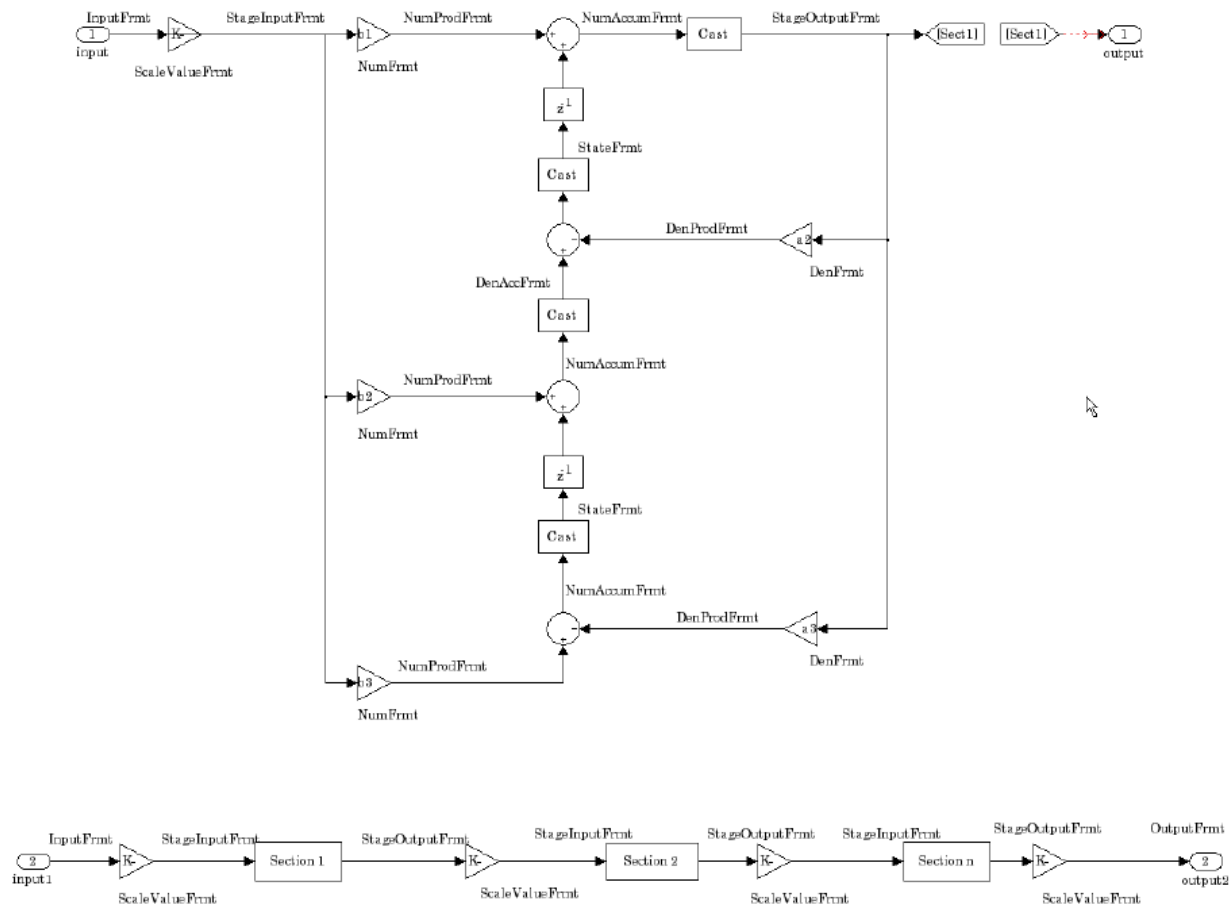 InputFrmt StageInputFrmt NumProdFrmt NumAccumFrmt StageOutputFrmt
1 K- b1 + + Cast [Sect1] [Sect1] 1
input output
ScaleValueFrmt NumFrmt
z-1
StateFrmt
Cast
DenProdFrmt
- + a2
DenFrmt
DenAccFrmt
Cast
NumAccumFrmt
NumProdFrmt
b2 + +
NumFrmt
z-1
StateFrmt
Cast
NumAccumFrmt
DenProdFrmt
- + a3
NumProdFrmt DenFrmt
b3
NumFrmt
InputFrmt StageInputFrmt StageOutputFrmt StageInputFrmt StageOutputFrmt StageInputFrmt StageOutputFrmt OutputFrmt
2 K- Section 1 K- Section 2 K- Section n K- 2
input1 output2
ScaleValueFrmt ScaleValueFrmt ScaleValueFrmt ScaleValueFrmt